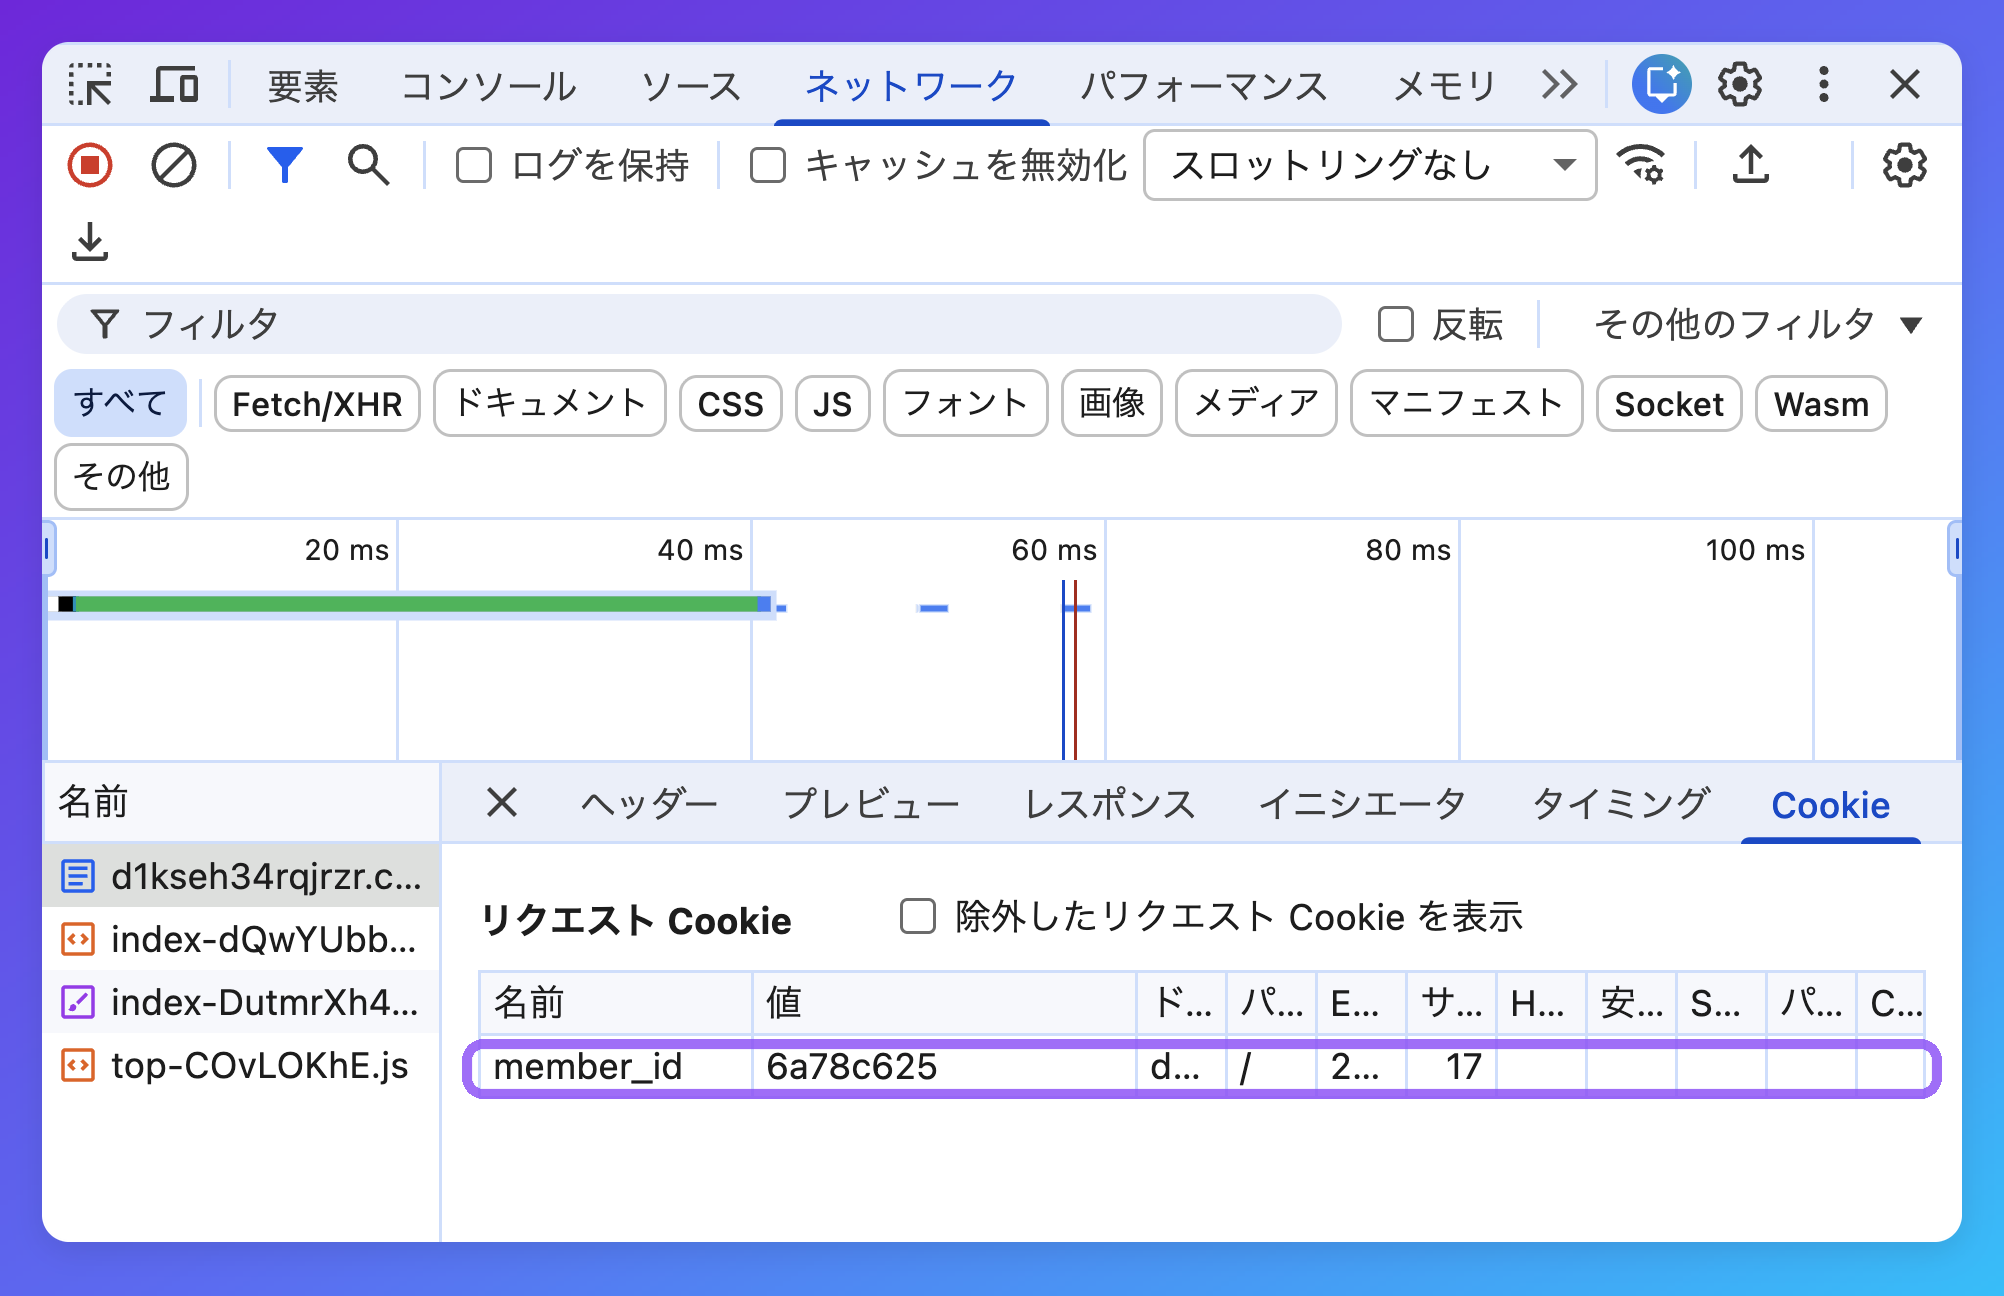 要素 コンソール ソース ネットワーク パフォーマンス メモリ
ログを保持 キャッシュを無効化 スロットリングなし
フィルタ 反転 その他のフィルタ
すべて Fetch/XHR ドキュメント CSS JS フォント 画像 メディア マニフェスト Socket Wasm
その他
20 ms 40 ms 60 ms 80 ms 100 ms
名前 ヘッダー プレビュー レスポンス イニシエータ タイミング Cookie
d1kseh34rqjrzr.c...
index-dQwYUbb...
index-DutmrXh4...
top-COvLOKhE.js
リクエスト Cookie 除外したリクエスト Cookie を表示
名前 値 ド... パ... E... サ... H... 安... S... パ... C...
member_id 6a78c625 d... / 2... 17